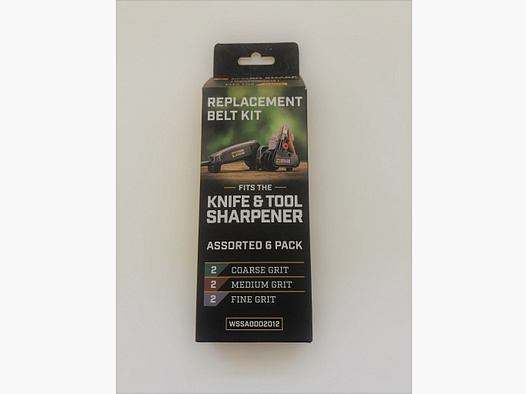 REPLACEMENT
BELT KIT
FITS THE
KNIFE & TOOL
SHARPENER
ASSORTED 6 PACK
2 COARSE GRIT
2 MEDIUM GRIT
2 FINE GRIT
WSSA0002012